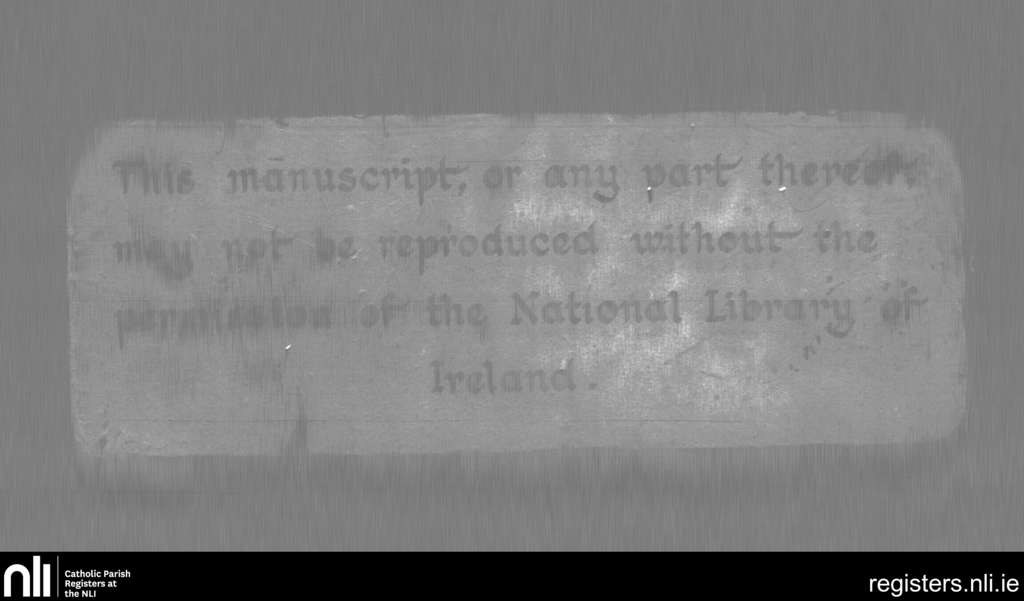 This manuscript, or any part thereof,
may not be reproduced without the
permission of the National Library of
Ireland.
nli
Catholic Parish
Registers at
the NLI
registers.nli.ie